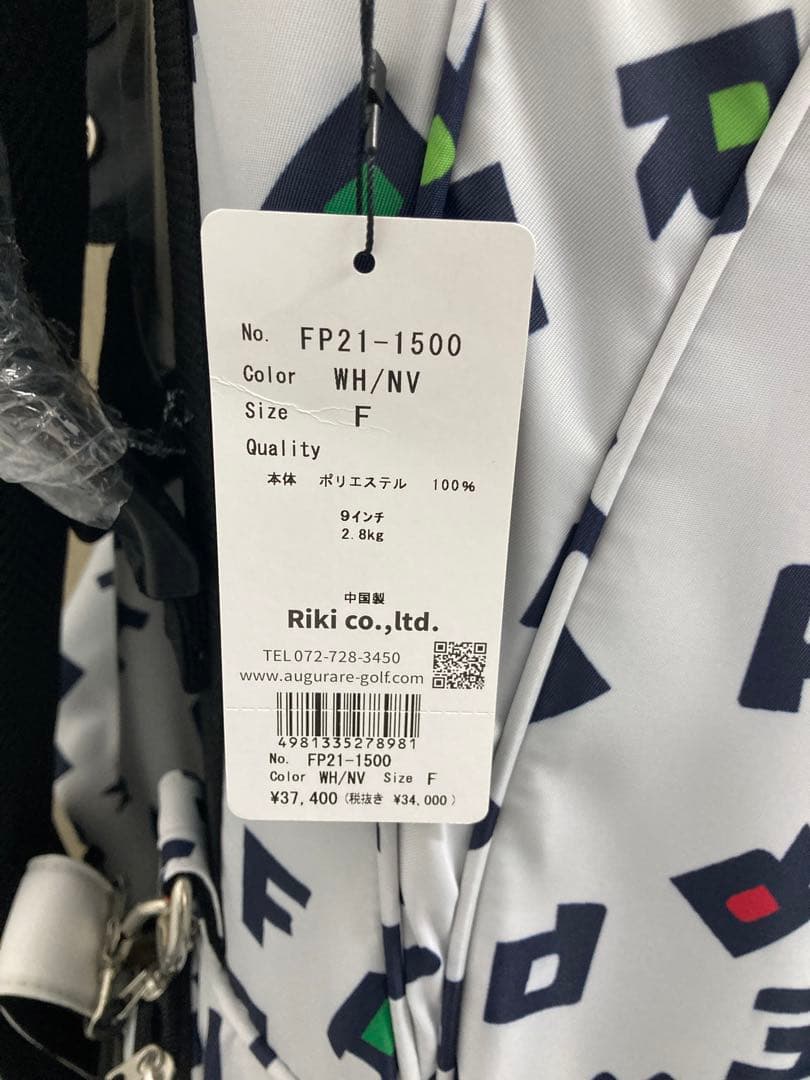 No. FP21-1500
Color WH/NV
Size F
Quality
本体 ポリエステル 100%
9インチ
2.8kg
中国製
Riki co.,ltd.
TEL 072-728-3450
www.augurare-golf.com
4981335278981
No. FP21-1500
Color WH/NV Size F
¥37,400 (税抜き ¥34,000)